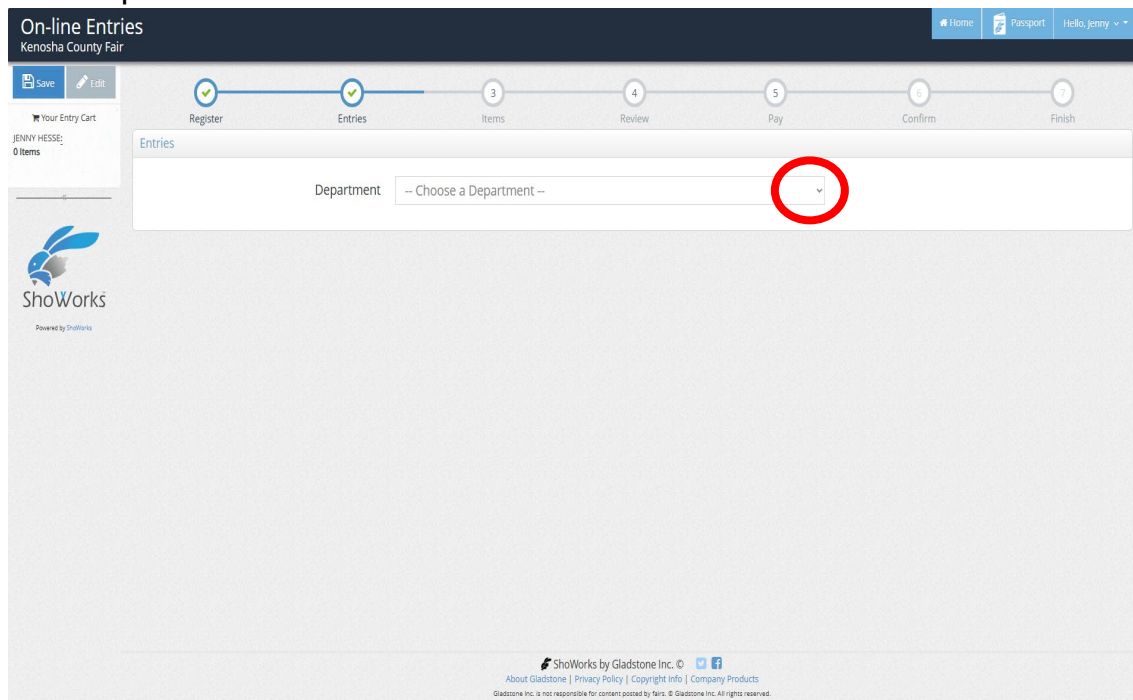 On-line Entries
Kenosha County Fair
Home Passport Hello, Jenny
Save Edit
Your Entry Cart
JENNY HESSE:
0 Items
3 4 5 6 7
Register Entries Items Review Pay Confirm Finish
Entries
Department -- Choose a Department --
ShoWorks
Powered by ShoWorks
ShoWorks by Gladstone Inc. ©
About Gladstone | Privacy Policy | Copyright Info | Company Products
Gladstone Inc. is not responsible for content posted by fairs. © Gladstone Inc. All rights reserved.